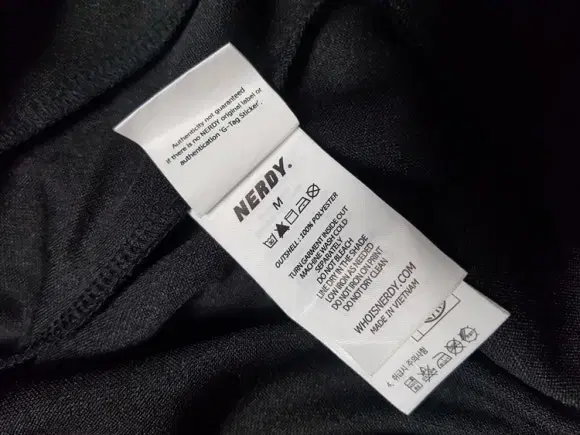 Authenticity not guaranteed
if there is no NERDY original label or
authentication 'G-Tag Sticker'.
NERDY.
M
OUTSHELL : 100% POLYESTER
TURN GARMENT INSIDE OUT
MACHINE WASH COLD
SEPARATELY
DO NOT BLEACH
LINE DRY IN THE SHADE
LOW IRON AS NEEDED
DO NOT IRON ON PRINT
DO NOT DRY CLEAN
WHOISNERDY.COM
MADE IN VIETNAM